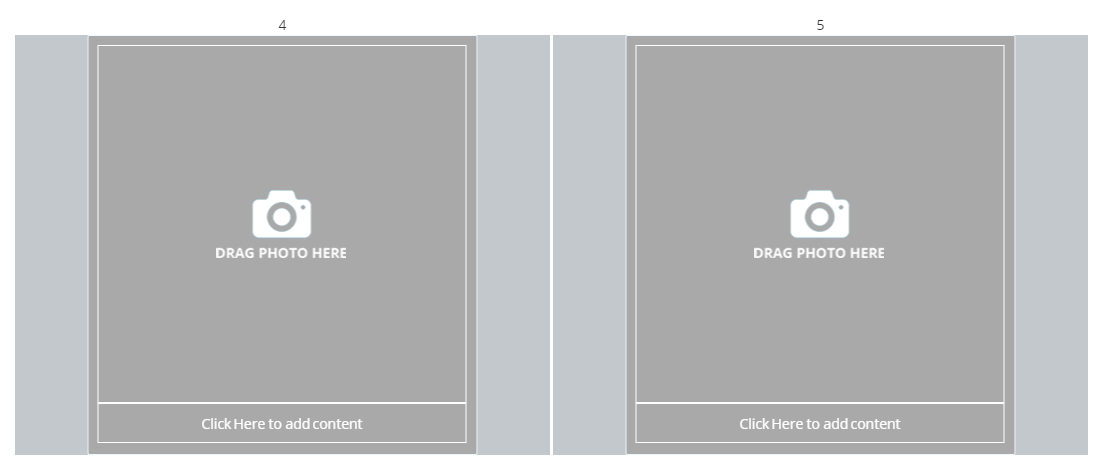 4
DRAG PHOTO HERE
Click Here to add content
5
DRAG PHOTO HERE
Click Here to add content